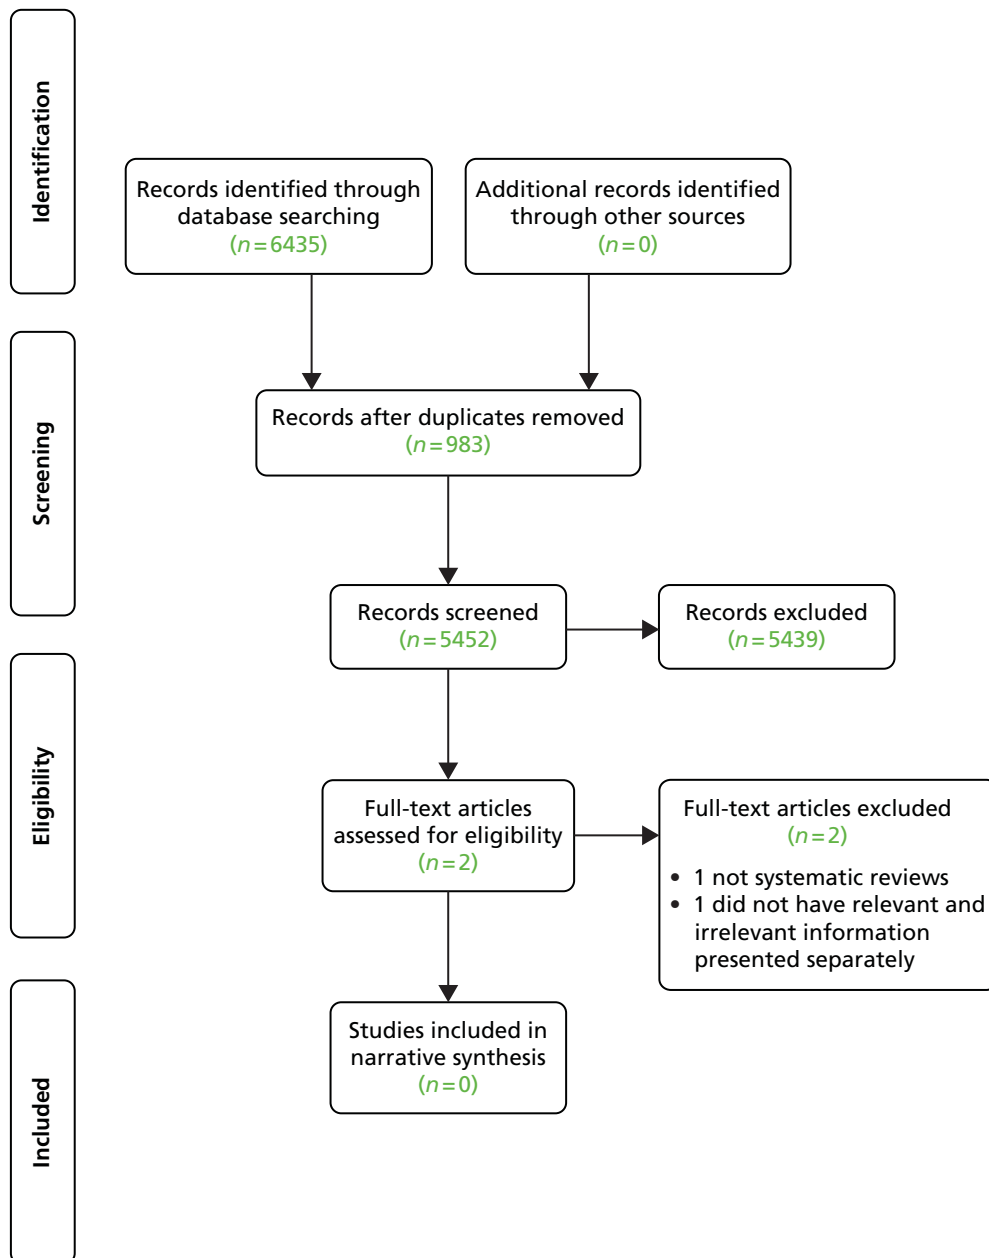 Identification
Records identified through
database searching
(n=6435)
Additional records identified
through other sources
(n=0)
Screening
Records after duplicates removed
(n=983)
Records screened
(n=5452)
Records excluded
(n=5439)
Eligibility
Full-text articles
assessed for eligibility
(n=2)
Full-text articles excluded
(n=2)
• 1 not systematic reviews
• 1 did not have relevant and
irrelevant information
presented separately
Included
Studies included in
narrative synthesis
(n=0)